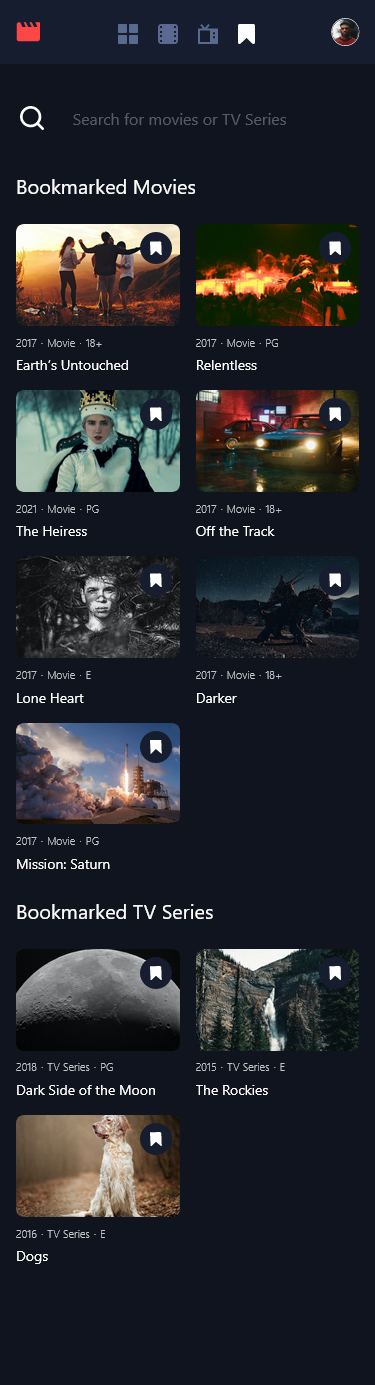 Search for movies or TV Series
Bookmarked Movies
2017 · Movie · 18+
Earth's Untouched
2017 · Movie · PG
Relentless
2021 · Movie · PG
The Heiress
2017 · Movie · 18+
Off the Track
2017 · Movie · E
Lone Heart
2017 · Movie · 18+
Darker
2017 · Movie · PG
Mission: Saturn
Bookmarked TV Series
2018 · TV Series · PG
Dark Side of the Moon
2015 · TV Series · E
The Rockies
2016 · TV Series · E
Dogs